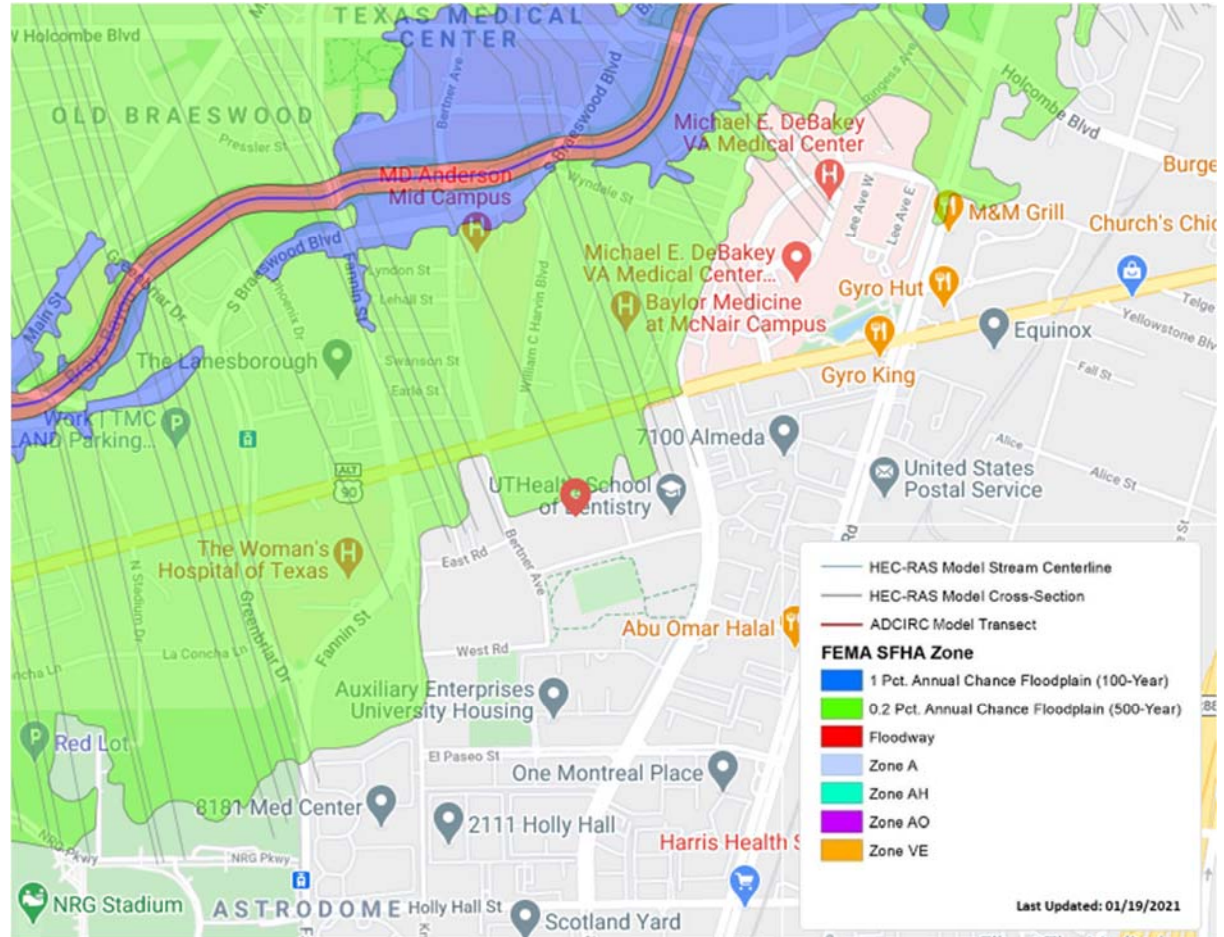 W Holcombe Blvd
TEXAS MEDICAL
CENTER
Bertner Ave
S Braeswood Blvd
Ringess Ave
Holcombe Blvd
OLD BRAESWOOD
Pressler St
Michael E. DeBakey
VA Medical Center
MD Anderson
Mid Campus
Wyndale St
Lee Ave W
Lee Ave E
M&M Grill
Burge
Church's Chic
Greenbriar Dr
S Braeswood Blvd
Fannin St
Phoenix Dr
Lyndon St
Lehall St
Michael E. DeBakey
VA Medical Center...
Main St
Brays Bayou
William C Harvin Blvd
Baylor Medicine
at McNair Campus
Gyro Hut
Equinox
Telge
Yellowstone Blv
The Lanesborough
Swanson St
Earle St
Gyro King
Fall St
Work | TMC
LAND Parking...
7100 Almeda
Alice
Alice St
ALT
90
UTHealth School
of Dentistry
United States
Postal Service
The Woman's
Hospital of Texas
East Rd
Bertner Ave
Rd
N Stadium Dr
Greenbriar Dr
Fannin St
La Concha Ln
ncha Ln
West Rd
Abu Omar Halal
Auxiliary Enterprises
University Housing
Red Lot
El Paseo St
One Montreal Place
8181 Med Center
2111 Holly Hall
Harris Health S
NRG Pkwy
NRG Pkwy
NRG Stadium
ASTRODOME
Holly Hall St
Scotland Yard
HEC-RAS Model Stream Centerline
HEC-RAS Model Cross-Section
ADCIRC Model Transect
FEMA SFHA Zone
1 Pct. Annual Chance Floodplain (100-Year)
0.2 Pct. Annual Chance Floodplain (500-Year)
Floodway
Zone A
Zone AH
Zone AO
Zone VE
Last Updated: 01/19/2021